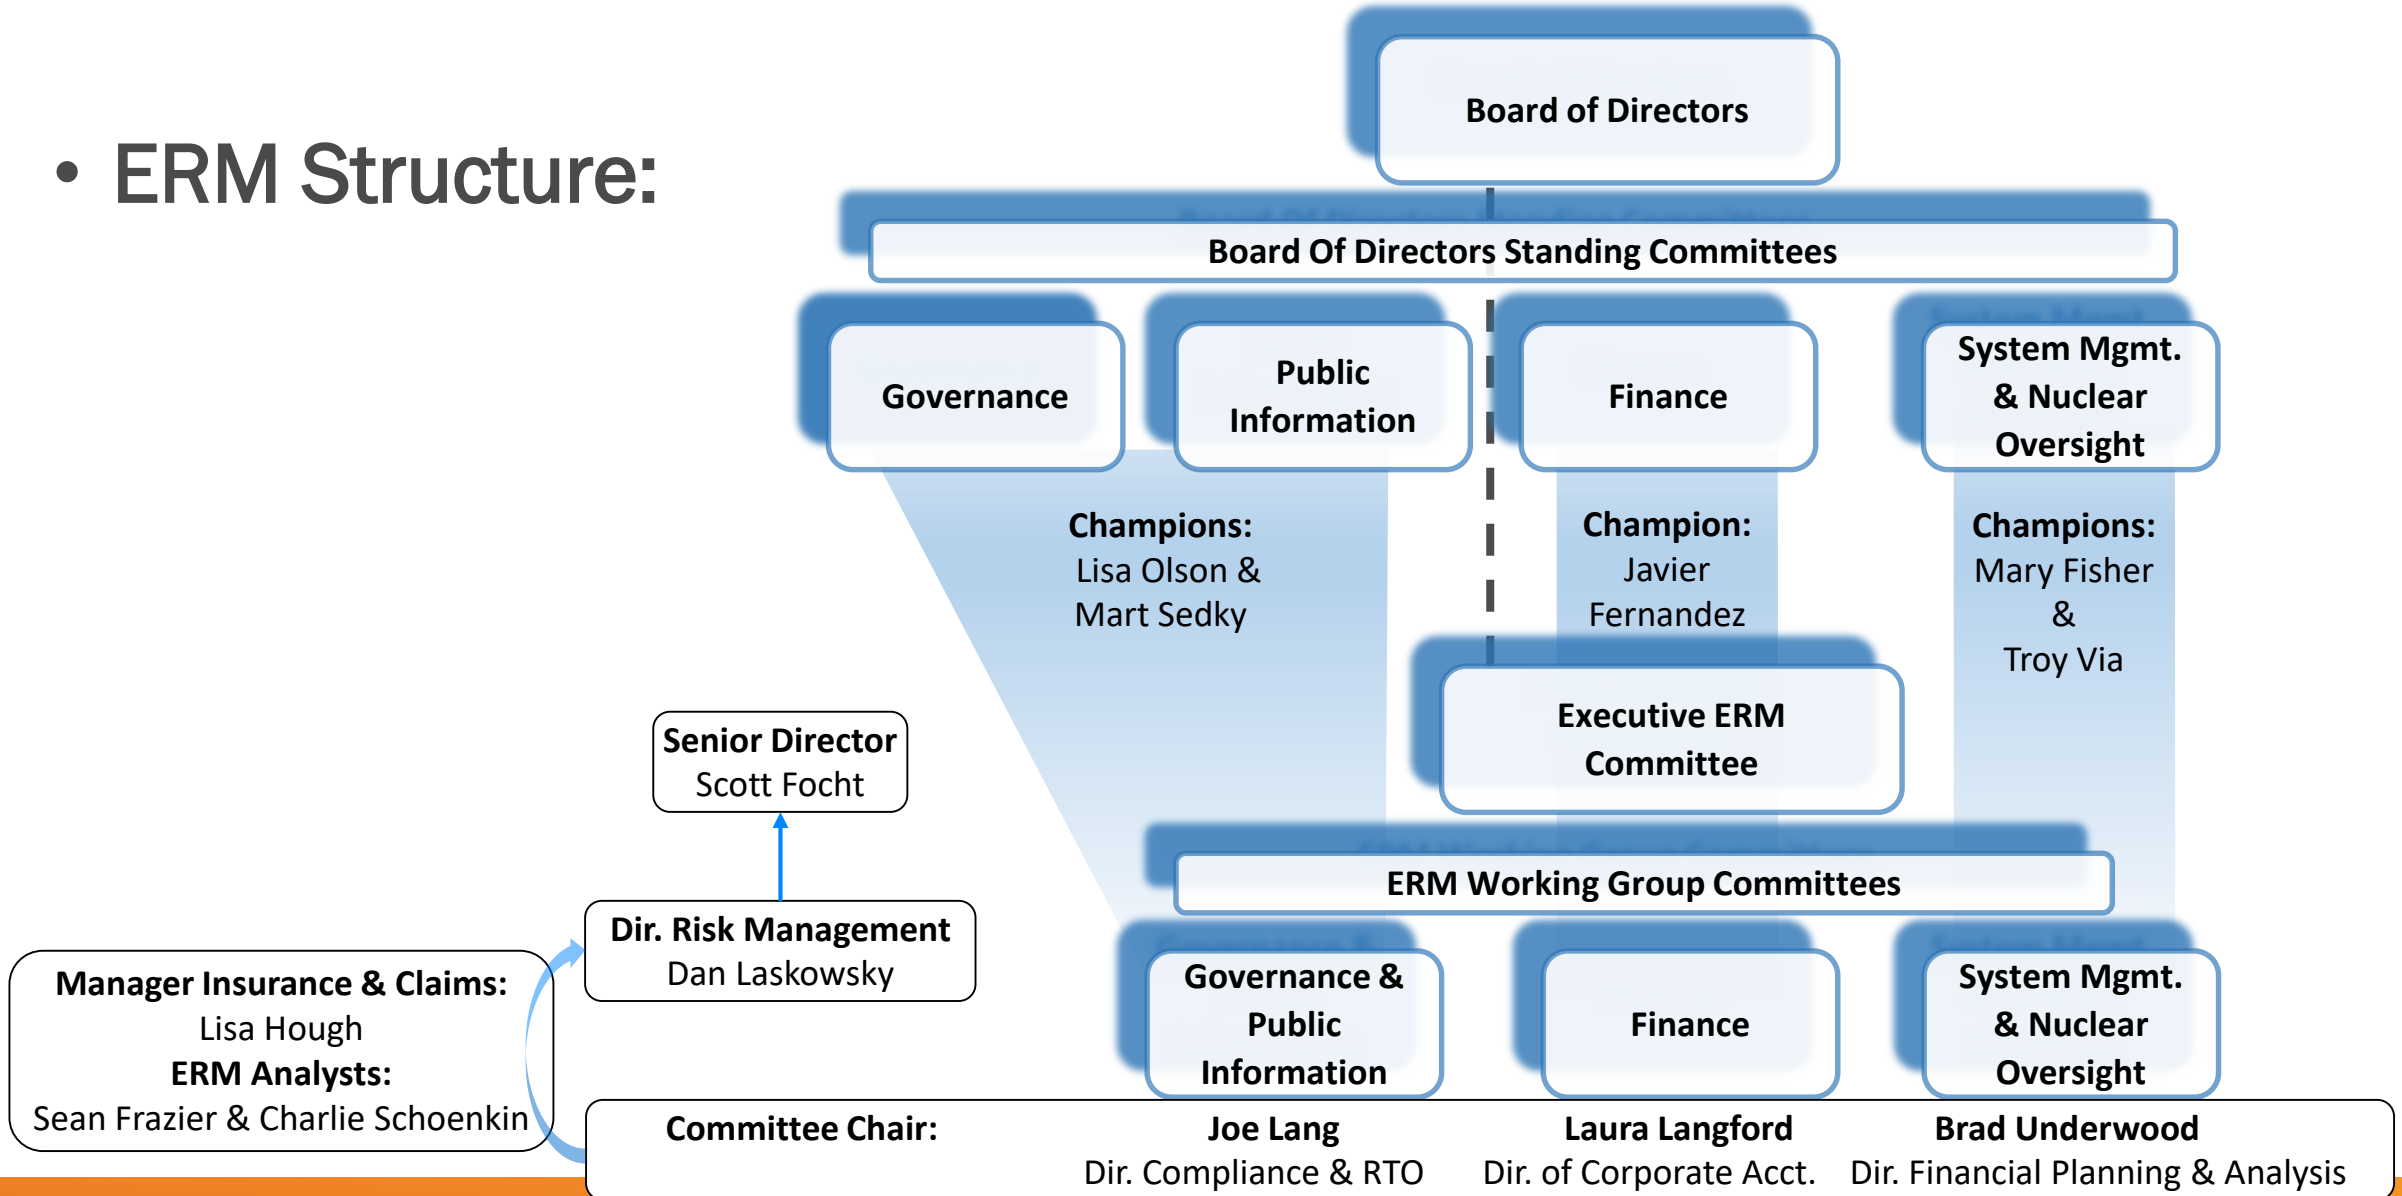 • ERM Structure:
Board of Directors
Board Of Directors Standing Committees
Governance
Public
Information
Finance
System Mgmt.
& Nuclear
Oversight
Champions:
Lisa Olson &
Mart Sedky
Champion:
Javier
Fernandez
Champions:
Mary Fisher
&
Troy Via
Executive ERM
Committee
Senior Director
Scott Focht
ERM Working Group Committees
Dir. Risk Management
Dan Laskowsky
Manager Insurance & Claims:
Lisa Hough
ERM Analysts:
Sean Frazier & Charlie Schoenkin
Governance &
Public
Information
Finance
System Mgmt.
& Nuclear
Oversight
Committee Chair:
Joe Lang
Dir. Compliance & RTO
Laura Langford
Dir. of Corporate Acct.
Brad Underwood
Dir. Financial Planning & Analysis